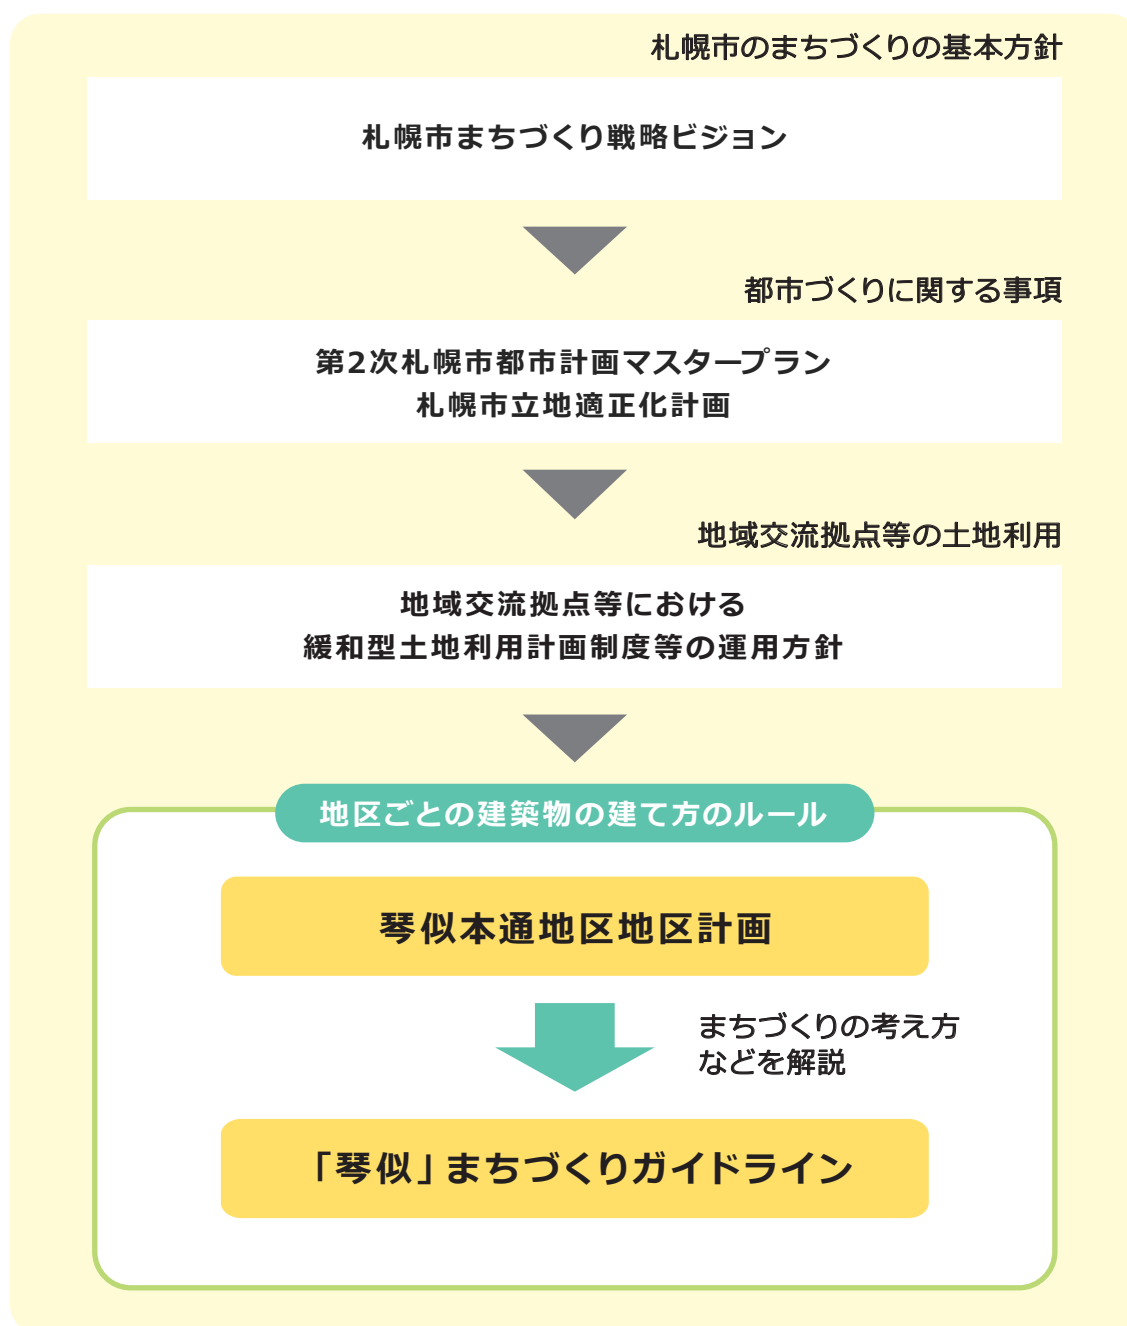 札幌市のまちづくりの基本方針
札幌市まちづくり戦略ビジョン
都市づくりに関する事項
第2次札幌市都市計画マスタープラン
札幌市立地適正化計画
地域交流拠点等の土地利用
地域交流拠点等における
緩和型土地利用計画制度等の運用方針
地区ごとの建築物の建て方のルール
琴似本通地区地区計画
まちづくりの考え方
などを解説
「琴似」まちづくりガイドライン